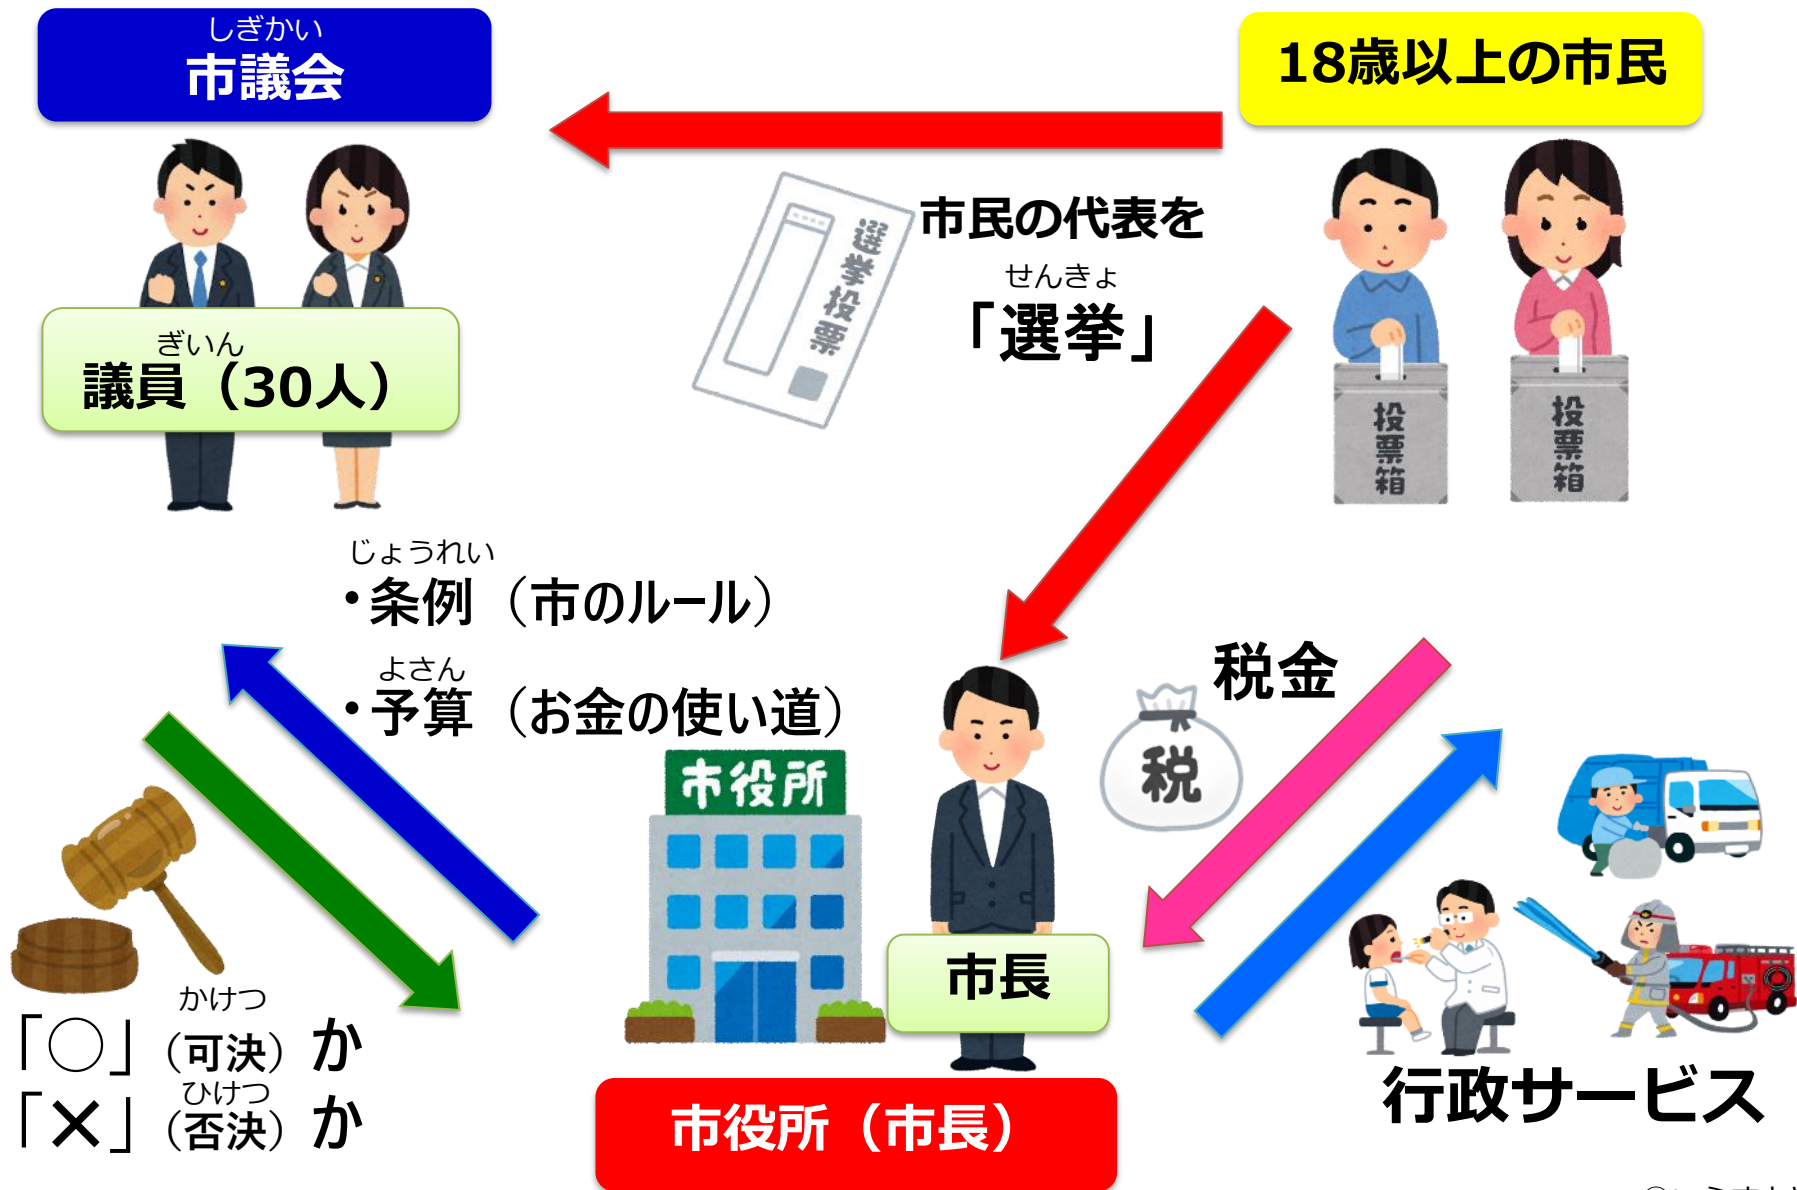 しぎかい
市議会
18歳以上の市民
市民の代表を
せんきょ
「選挙」
選挙投票
投票箱
投票箱
ぎいん
議員（30人）
じょうれい
・条例（市のルール）
よさん
・予算（お金の使い道）
税金
税
市役所
市長
かけつ
「○」（可決）か
ひけつ
「×」（否決）か
行政サービス
市役所（市長）